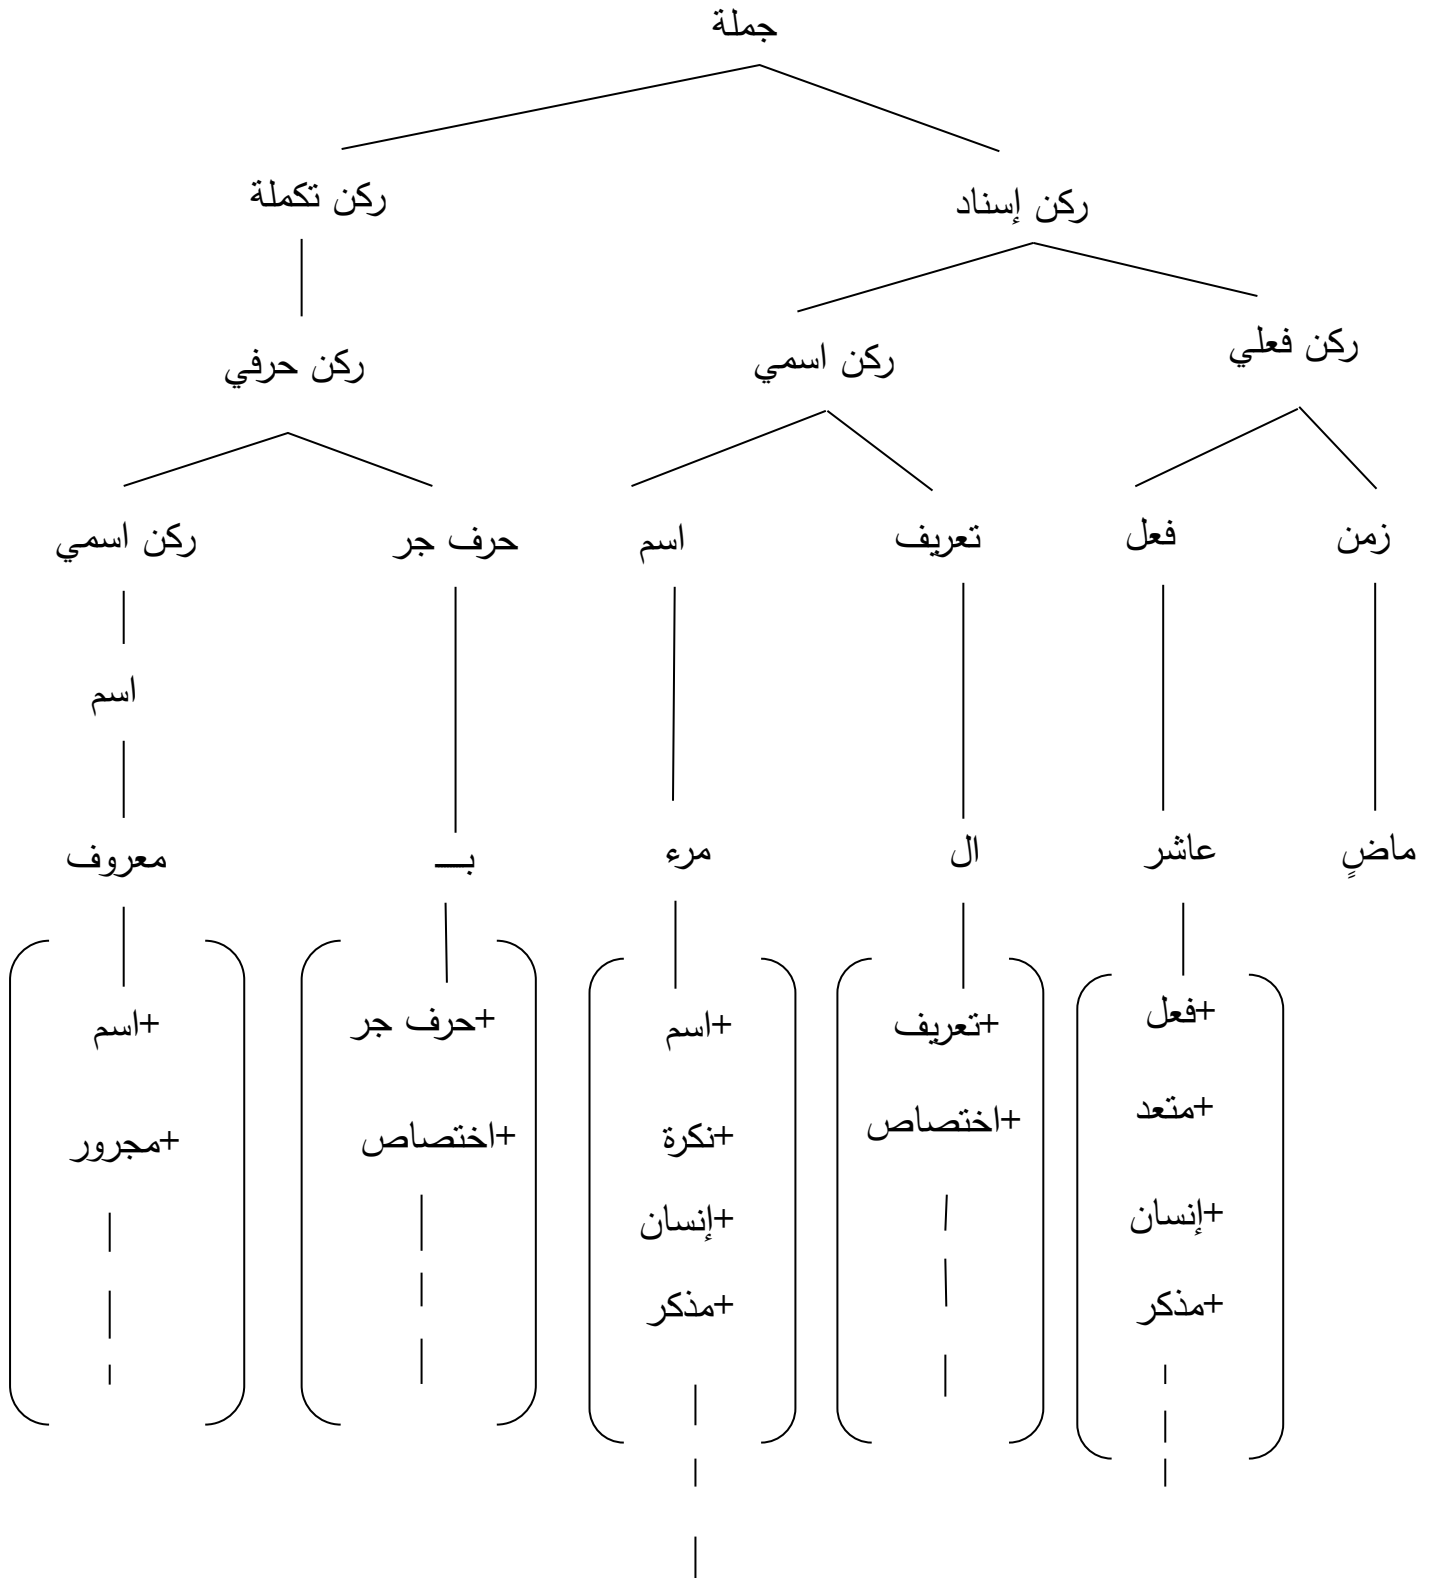 جملة
ركن إسناد
ركن تكملة
ركن فعلي
ركن اسمي
ركن حرفي
زمن
فعل
تعريف
اسم
حرف جر
ركن اسمي
اسم
ماضٍ
عاشر
ال
مرء
بـــ
معروف
+فعل
+متعد
+إنسان
+مذكر
+تعريف
+اختصاص
+اسم
+نكرة
+إنسان
+مذكر
+حرف جر
+اختصاص
+اسم
+مجرور